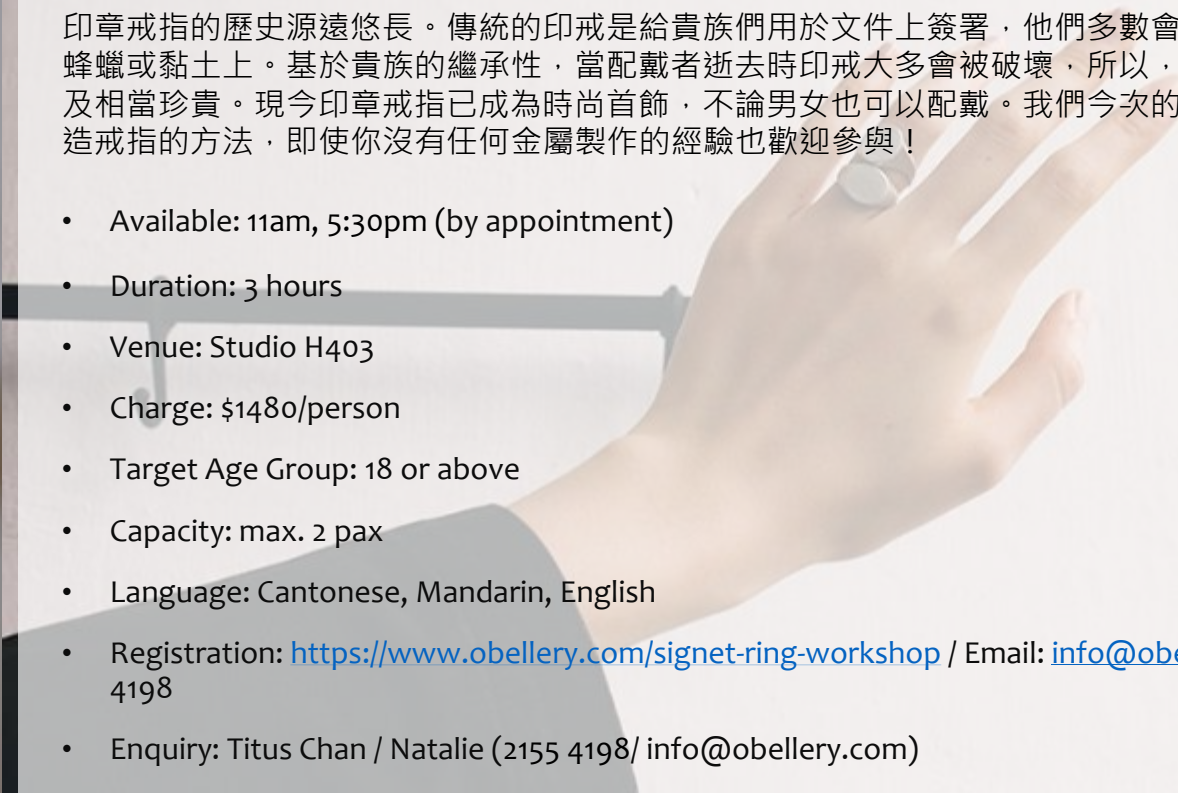 印章戒指的歷史源遠悠長。傳統的印戒是給貴族們用於文件上簽署，他們多數會
蜂蠟或黏土上。基於貴族的繼承性，當配戴者逝去時印戒大多會被破壞，所以，
及相當珍貴。現今印章戒指已成為時尚首飾，不論男女也可以配戴。我們今次的
造戒指的方法，即使你沒有任何金屬製作的經驗也歡迎參與！
• Available: 11am, 5:30pm (by appointment)
• Duration: 3 hours
• Venue: Studio H403
• Charge: $1480/person
• Target Age Group: 18 or above
• Capacity: max. 2 pax
• Language: Cantonese, Mandarin, English
• Registration: https://www.obellery.com/signet-ring-workshop / Email: info@obe
4198
• Enquiry: Titus Chan / Natalie (2155 4198/ info@obellery.com)